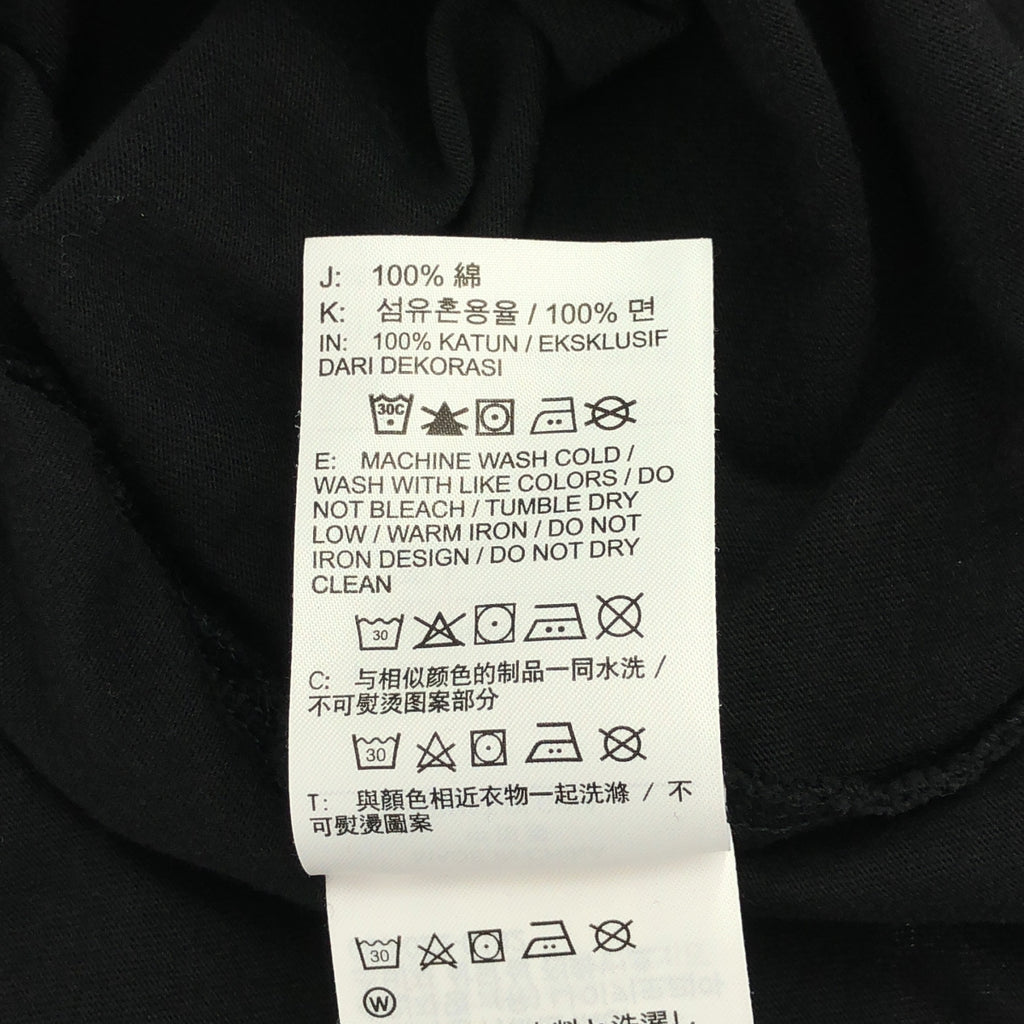 J: 100% 綿
K: 섬유혼용율 / 100% 면
IN: 100% KATUN / EKSKLUSIF
DARI DEKORASI
30C
E: MACHINE WASH COLD /
WASH WITH LIKE COLORS / DO
NOT BLEACH / TUMBLE DRY
LOW / WARM IRON / DO NOT
IRON DESIGN / DO NOT DRY
CLEAN
30
C: 与相似颜色的制品一同水洗 /
不可熨烫图案部分
30
T: 與顏色相近衣物一起洗滌 / 不
可熨燙圖案
30
W